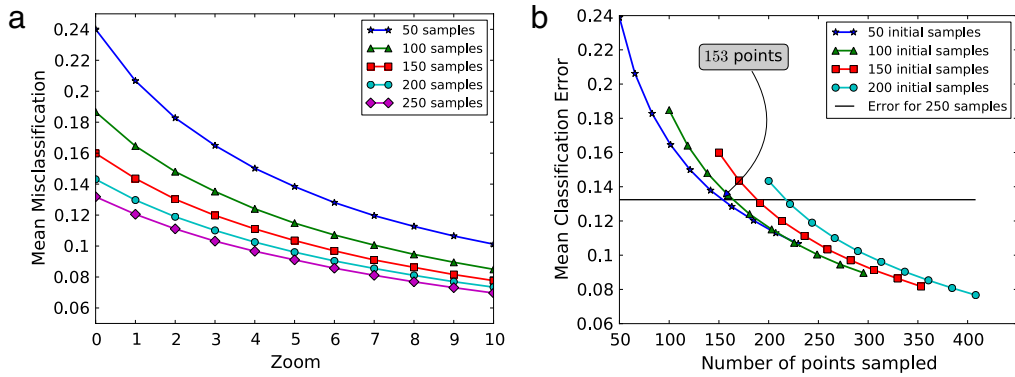 a
Mean Misclassification
0.24
0.22
0.20
0.18
0.16
0.14
0.12
0.1
0.08
0.06
0 1 2 3 4 5 6 7 8 9 10
Zoom
50 samples
100 samples
150 samples
200 samples
250 samples
b
Mean Classification Error
0.24
0.2
0.2
0.18
0.16
0.14
0.12
0.1
0.08
0.06
50 100 150 200 250 300 350 400
Number of points sampled
153 points
50 initial samples
100 initial samples
150 initial samples
200 initial samples
Error for 250 samples